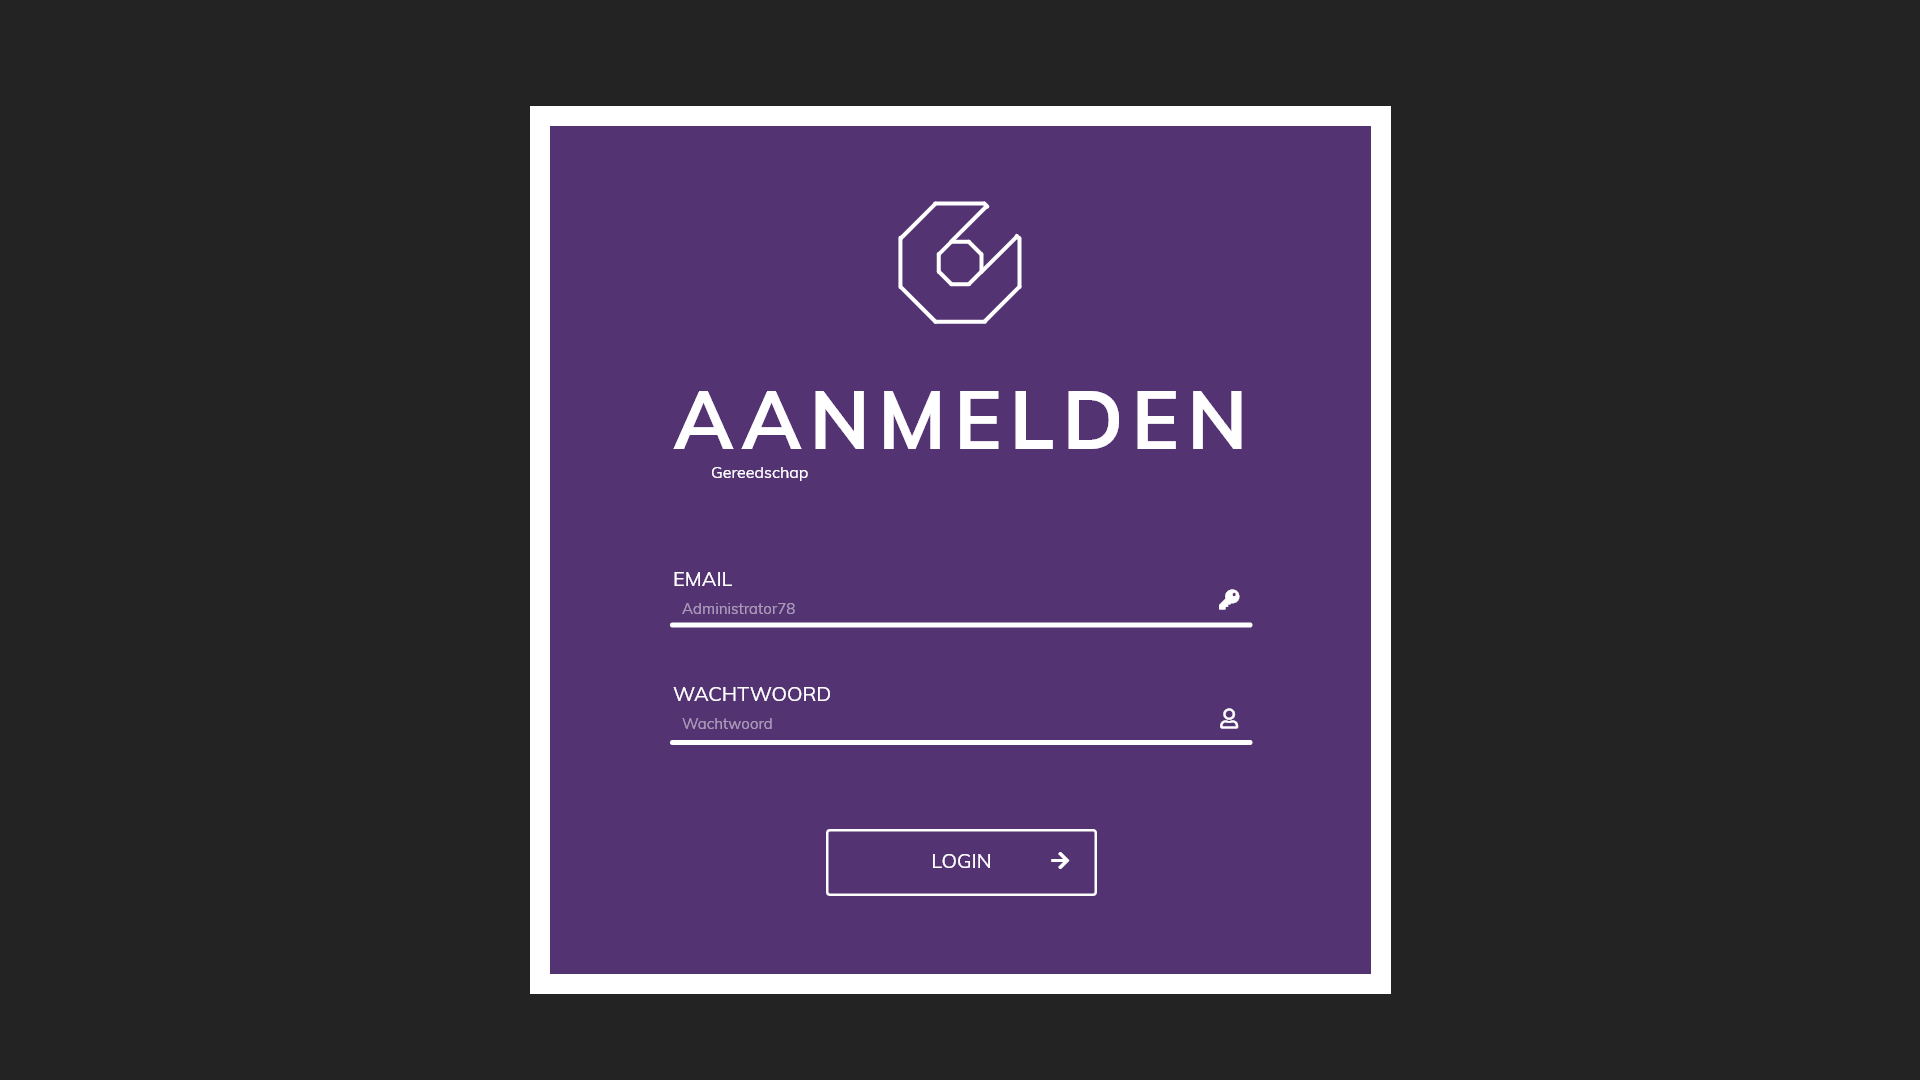 AANMELDEN
Gereedschap
EMAIL
Administrator78
WACHTWOORD
Wachtwoord
LOGIN